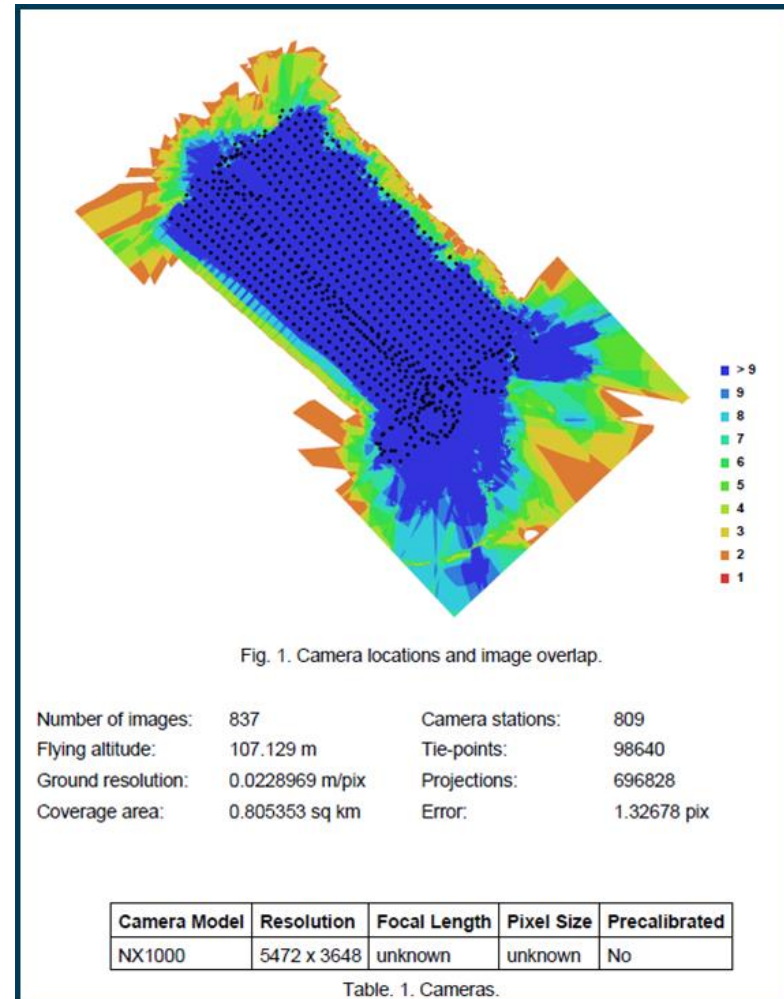 > 9
9
8
7
6
5
4
3
2
1
Fig. 1. Camera locations and image overlap.
Number of images: 837 Camera stations: 809
Flying altitude: 107.129 m Tie-points: 98640
Ground resolution: 0.0228969 m/pix Projections: 696828
Coverage area: 0.805353 sq km Error: 1.32678 pix
Camera Model Resolution Focal Length Pixel Size Precalibrated
NX1000 5472 x 3648 unknown unknown No
Table. 1. Cameras.